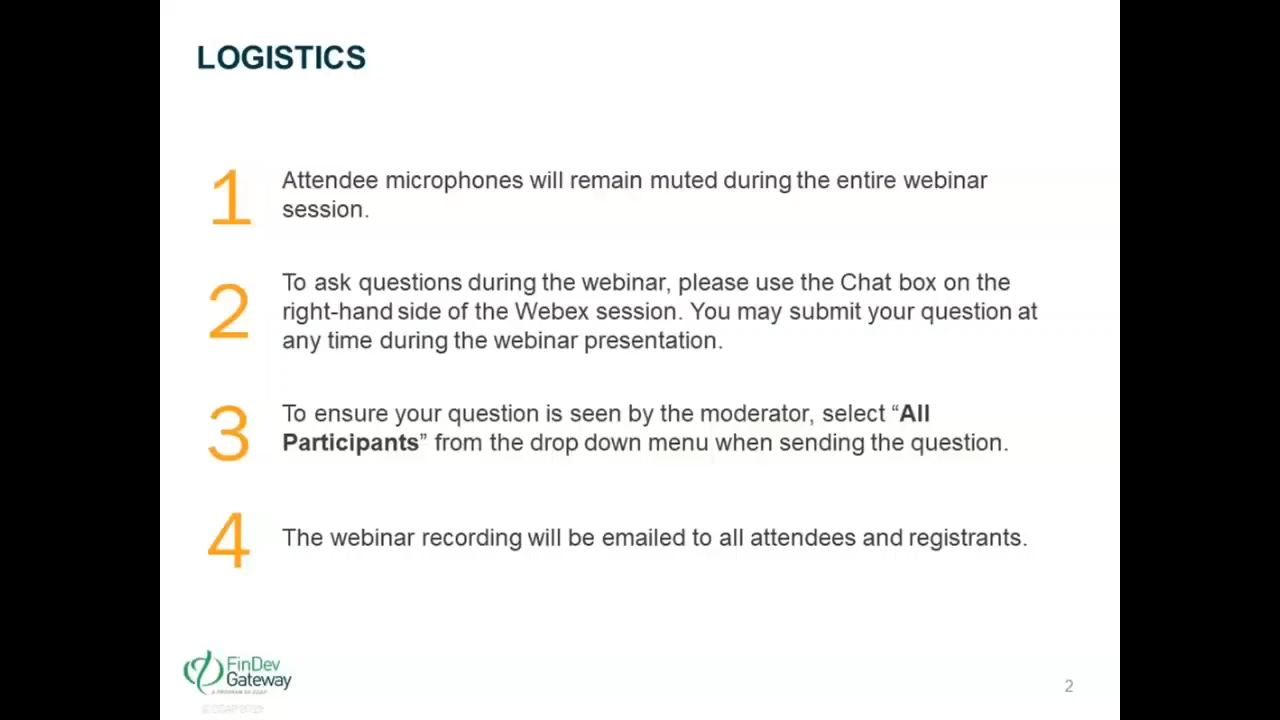 LOGISTICS
1
Attendee microphones will remain muted during the entire webinar
session.
2
To ask questions during the webinar, please use the Chat box on the
right-hand side of the Webex session. You may submit your question at
any time during the webinar presentation.
3
To ensure your question is seen by the moderator, select “All
Participants” from the drop down menu when sending the question.
4
The webinar recording will be emailed to all attendees and registrants.
FinDev
Gateway
A PROGRAM OF CGAP
2